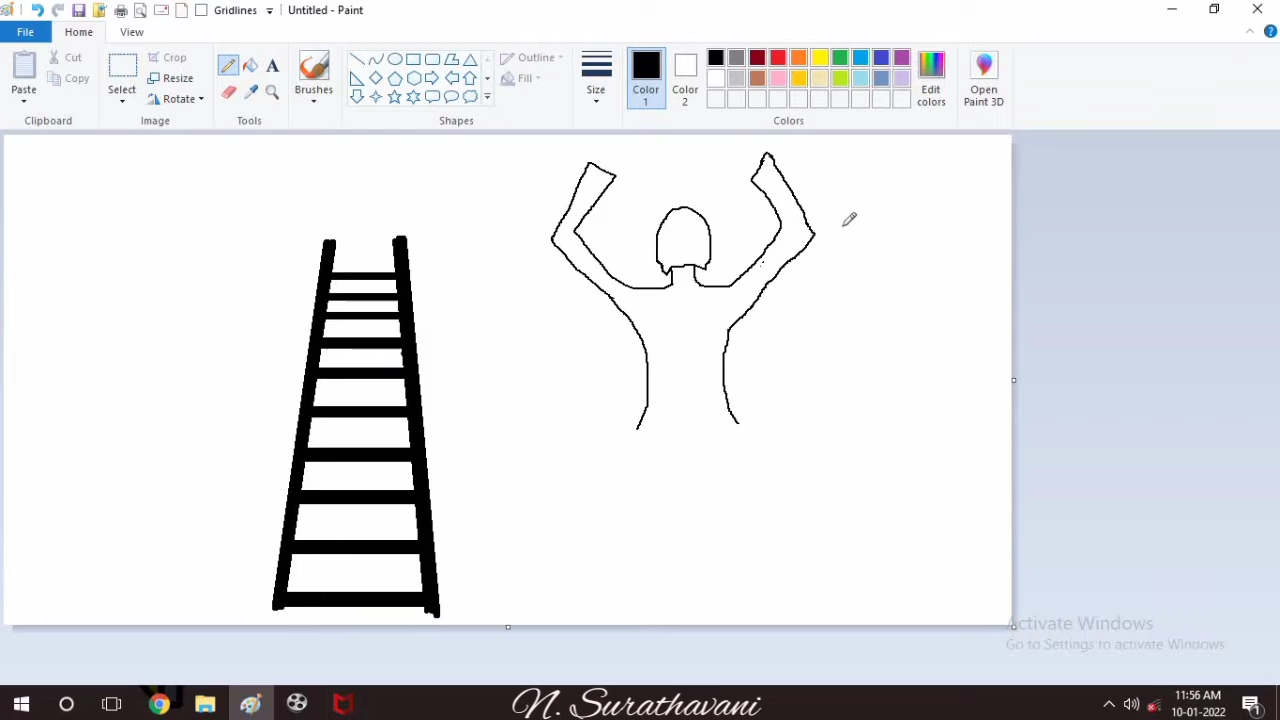 Gridlines
Untitled - Paint
File
Home
View
Paste
Cut
Copy
Clipboard
Select
Crop
Resize
Rotate
Image
A
Tools
Brushes
Outline
Fill
Shapes
Size
Color 1
Color 2
Edit colors
Colors
Open Paint 3D
Activate Windows
Go to Settings to activate Windows
N. Surathavani
11:56 AM
10-01-2022
1